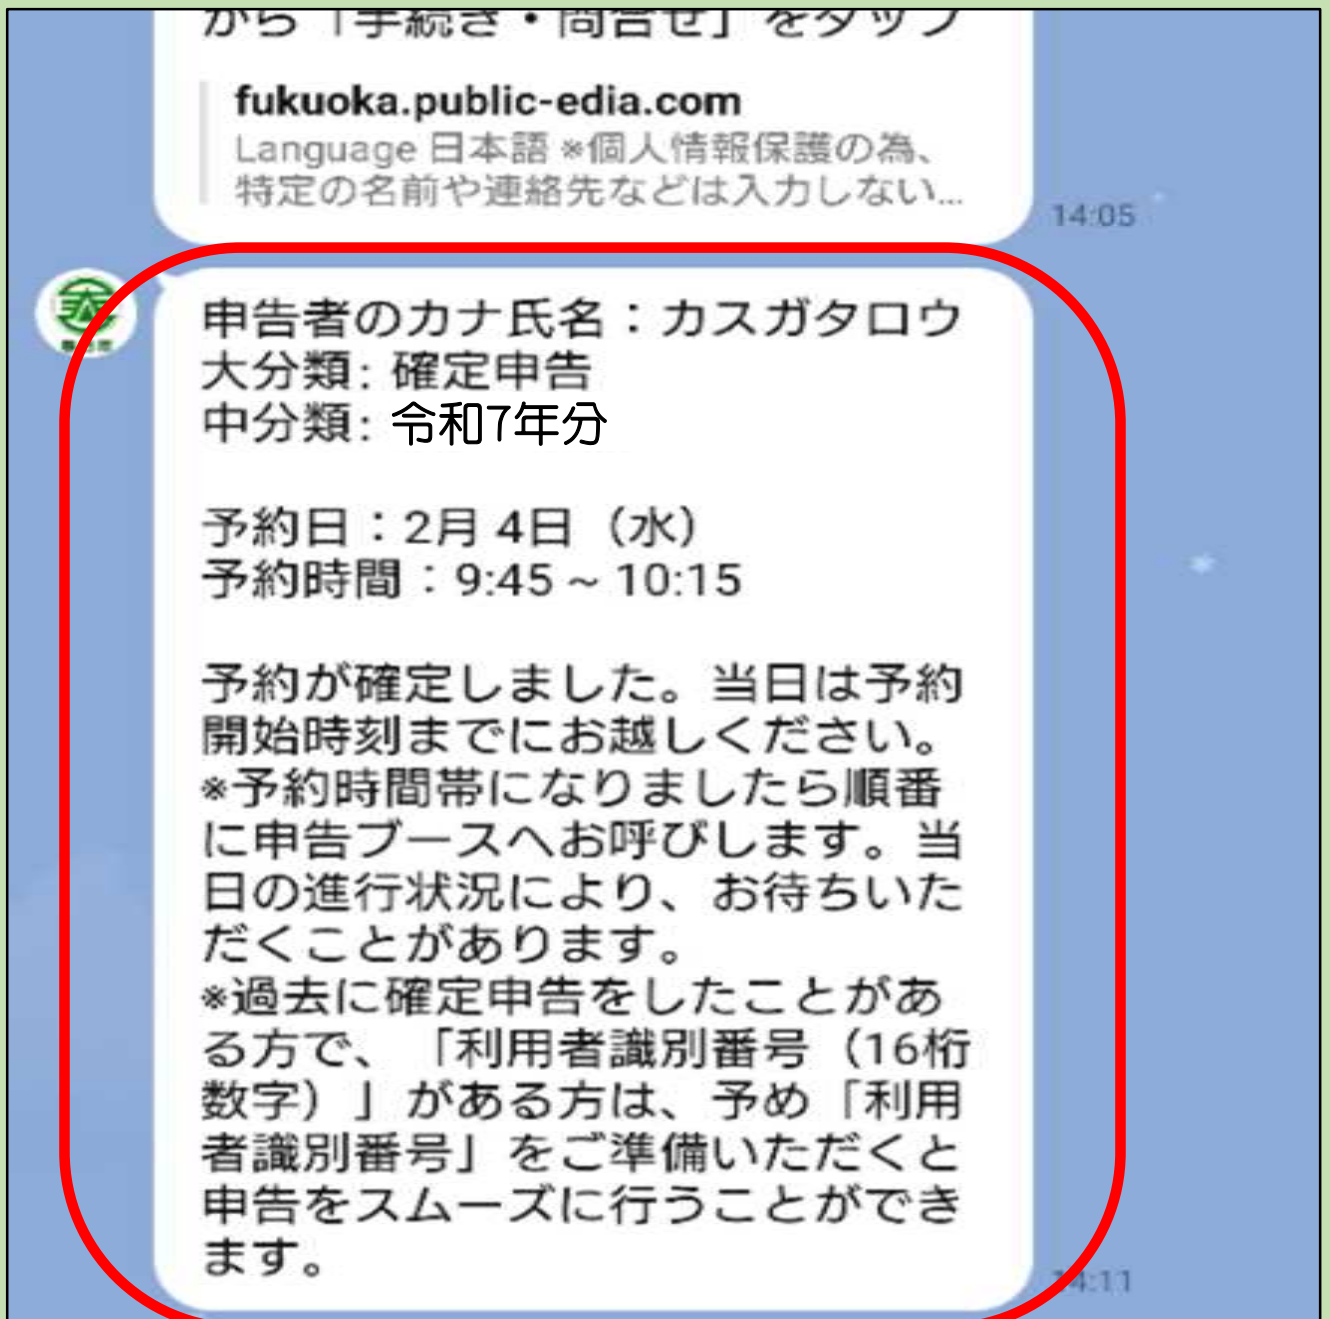 から「手続き・問合せ」をタップ
fukuoka.public-edia.com
Language 日本語 ※個人情報保護の為、
特定の名前や連絡先などは入力しない...
14:05
申告者のカナ氏名：カスガタロウ
大分類: 確定申告
中分類: 令和7年分
予約日：2月 4日（水）
予約時間：9:45 ~ 10:15
予約が確定しました。当日は予約
開始時刻までにお越しください。
※予約時間帯になりましたら順番
に申告ブースへお呼びします。当
日の進行状況により、お待ちいた
だくことがあります。
※過去に確定申告をしたことがあ
る方で、「利用者識別番号（16桁
数字）」がある方は、予め「利用
者識別番号」をご準備いただくと
申告をスムーズに行うことができ
ます。
14:11